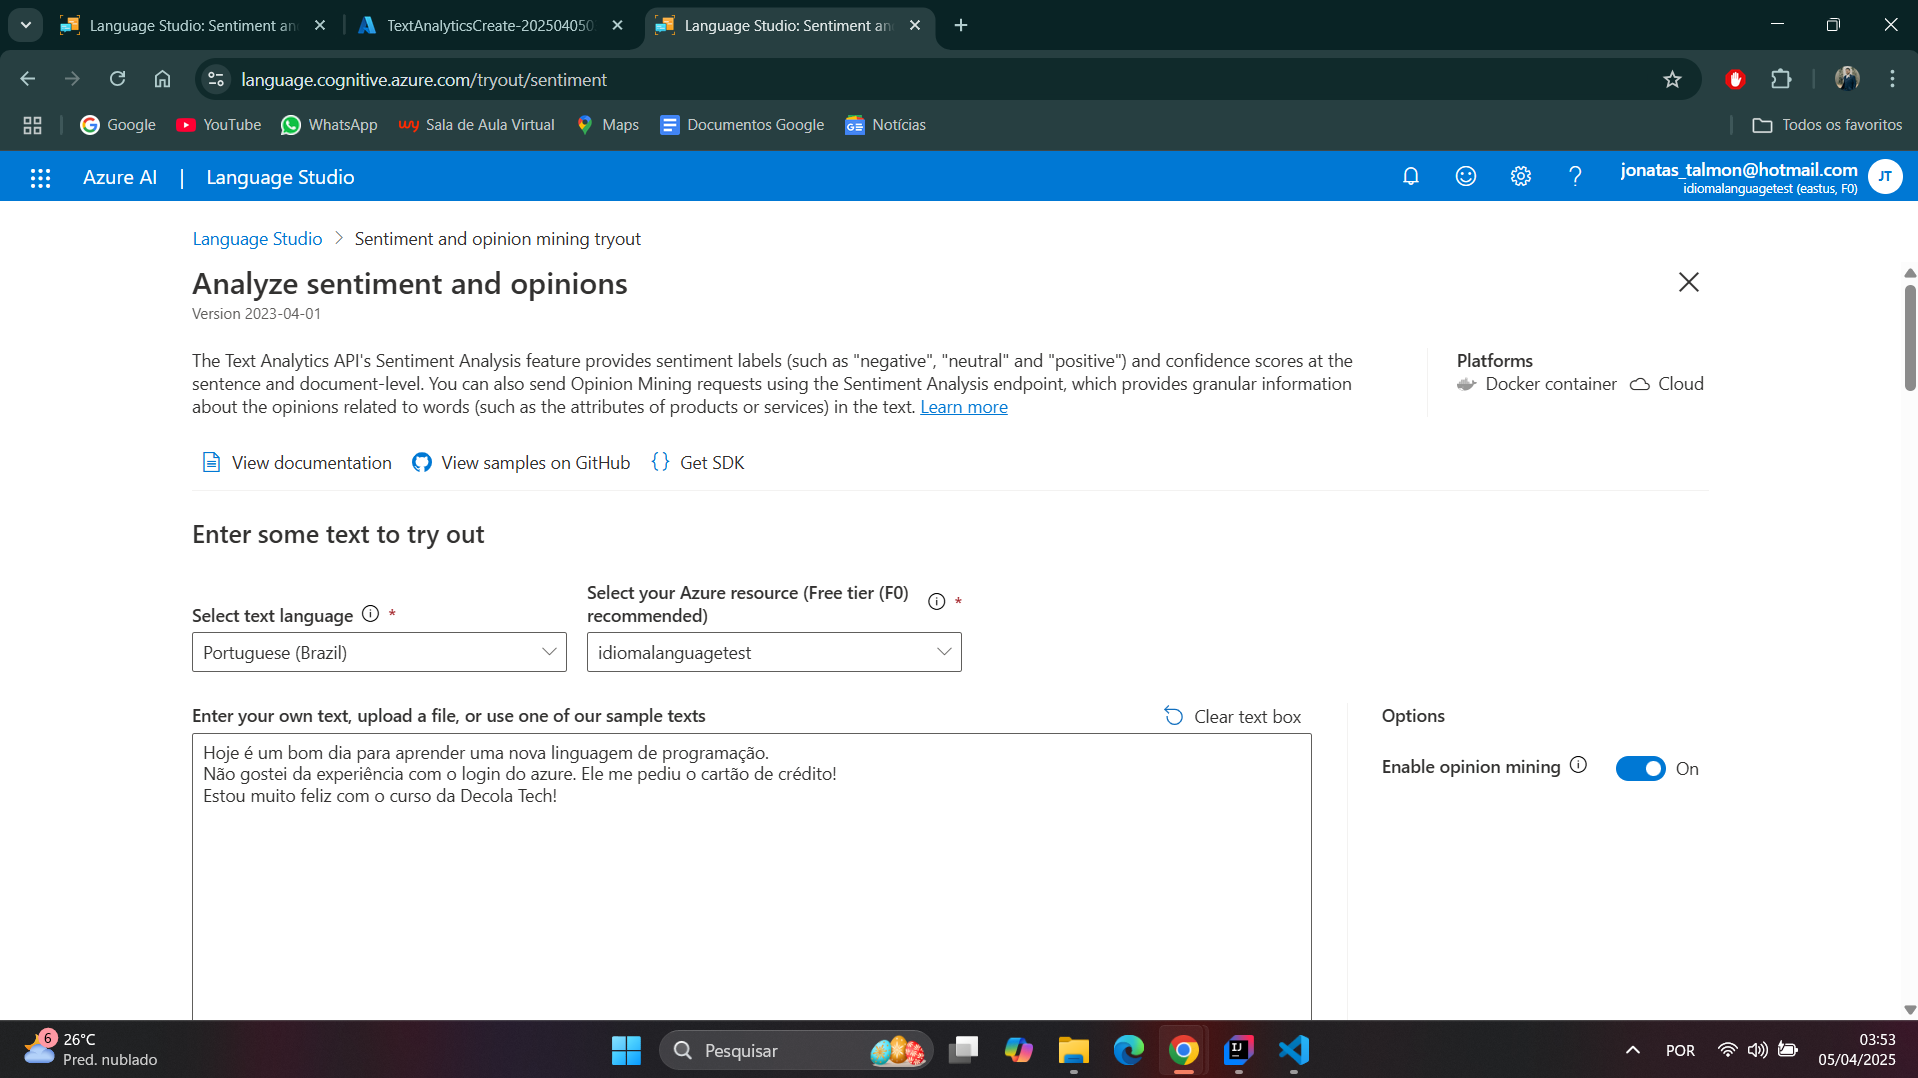 Language Studio: Sentiment an
TextAnalyticsCreate-202504050
Language Studio: Sentiment an
language.cognitive.azure.com/tryout/sentiment
Google
YouTube
WhatsApp
Sala de Aula Virtual
Maps
Documentos Google
Notícias
Todos os favoritos
Azure AI | Language Studio
jonatas_talmon@hotmail.com
idiomalanguagetest (eastus, F0)
JT
Language Studio > Sentiment and opinion mining tryout
Analyze sentiment and opinions
Version 2023-04-01
The Text Analytics API's Sentiment Analysis feature provides sentiment labels (such as "negative", "neutral" and "positive") and confidence scores at the
sentence and document-level. You can also send Opinion Mining requests using the Sentiment Analysis endpoint, which provides granular information
about the opinions related to words (such as the attributes of products or services) in the text. Learn more
Platforms
Docker container Cloud
View documentation
View samples on GitHub
Get SDK
Enter some text to try out
Select text language *
Portuguese (Brazil)
Select your Azure resource (Free tier (F0)
recommended) *
idiomalanguagetest
Enter your own text, upload a file, or use one of our sample texts
Clear text box
Hoje é um bom dia para aprender uma nova linguagem de programação.
Não gostei da experiência com o login do azure. Ele me pediu o cartão de crédito!
Estou muito feliz com o curso da Decola Tech!
Options
Enable opinion mining
On
6
26°C
Pred. nublado
Pesquisar
POR
03:53
05/04/2025